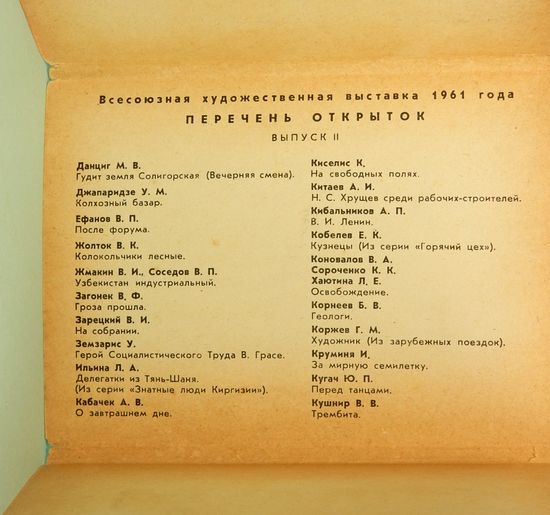 Всесоюзная художественная выставка 1961 года
ПЕРЕЧЕНЬ ОТКРЫТОК
ВЫПУСК II
Данциг М. В.
Гудит земля Солигорская (Вечерняя смена).
Джапаридзе У. М.
Колхозный базар.
Ефанов В. П.
После форума.
Жолток В. К.
Колокольчики лесные.
Жмакин В. И., Соседов В. П.
Узбекистан индустриальный.
Загонек В. Ф.
Гроза прошла.
Зарецкий В. И.
На собрании.
Земзарис У.
Герой Социалистического Труда В. Грасе.
Ильина Л. А.
Делегатки из Тянь-Шаня.
(Из серии «Знатные люди Киргизии»).
Кабачек А. В.
О завтрашнем дне.
Киселис К.
На свободных полях.
Китаев А. И.
Н. С. Хрущев среди рабочих-строителей.
Кибальников А. П.
В. И. Ленин.
Кобелев Е. К.
Кузнецы (Из серии «Горячий цех»).
Коновалов В. А.
Сороченко К. К.
Хаютина Л. Е.
Освобождение.
Корнеев Б. В.
Геологи.
Коржев Г. М.
Художник (Из зарубежных поездок).
Круминя И.
За мирную семилетку.
Кугач Ю. П.
Перед танцами.
Кушнир В. В.
Трембита.